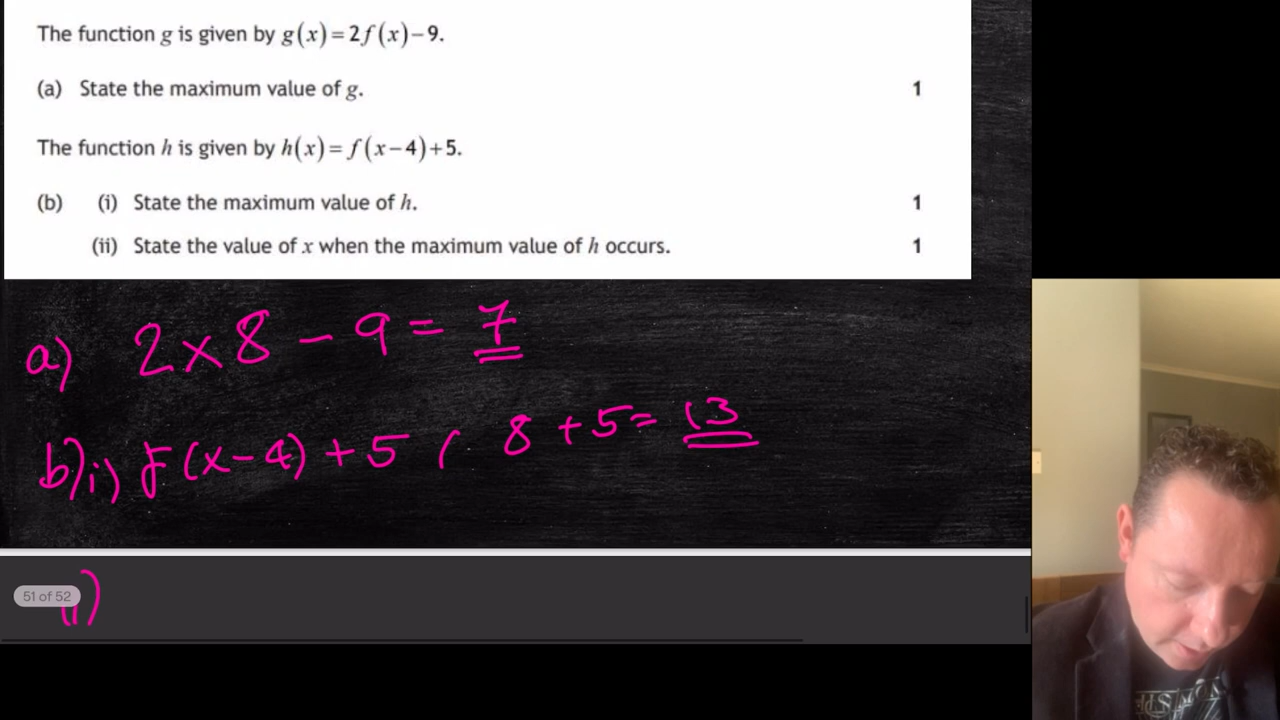 The function g is given by g(x)=2f(x)−9.
(a) State the maximum value of g. 1
The function h is given by h(x)=f(x−4)+5.
(b) (i) State the maximum value of h. 1
(ii) State the value of x when the maximum value of h occurs. 1
a) 2×8−9=7
b)i) f(x−4)+5 ( 8+5=13
51 of 52
ii)